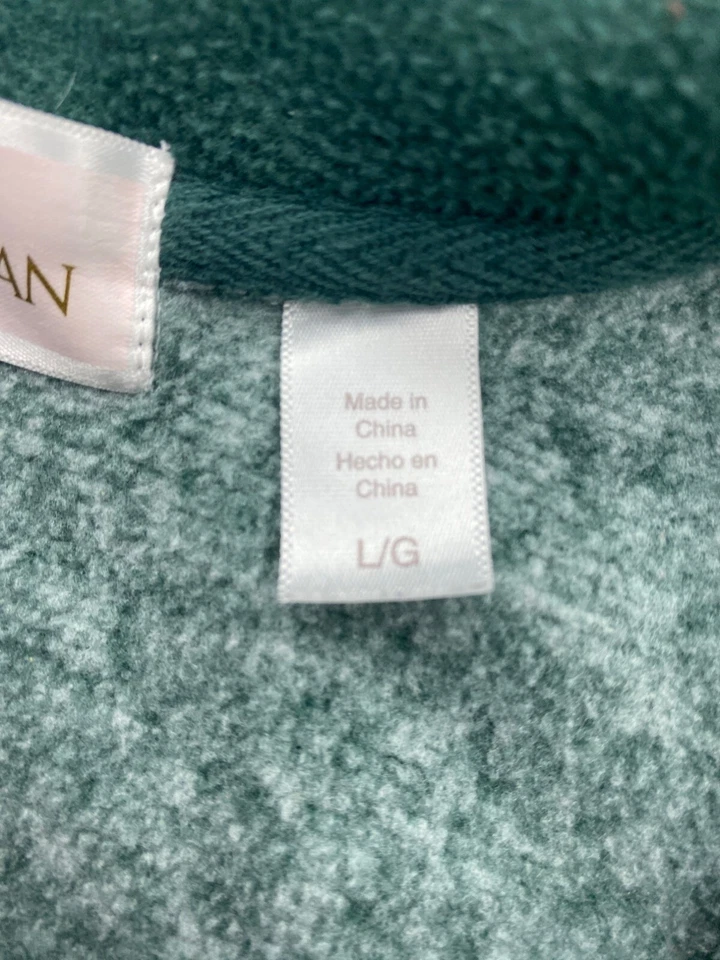 AN
Made in
China
Hecho en
China
L/G